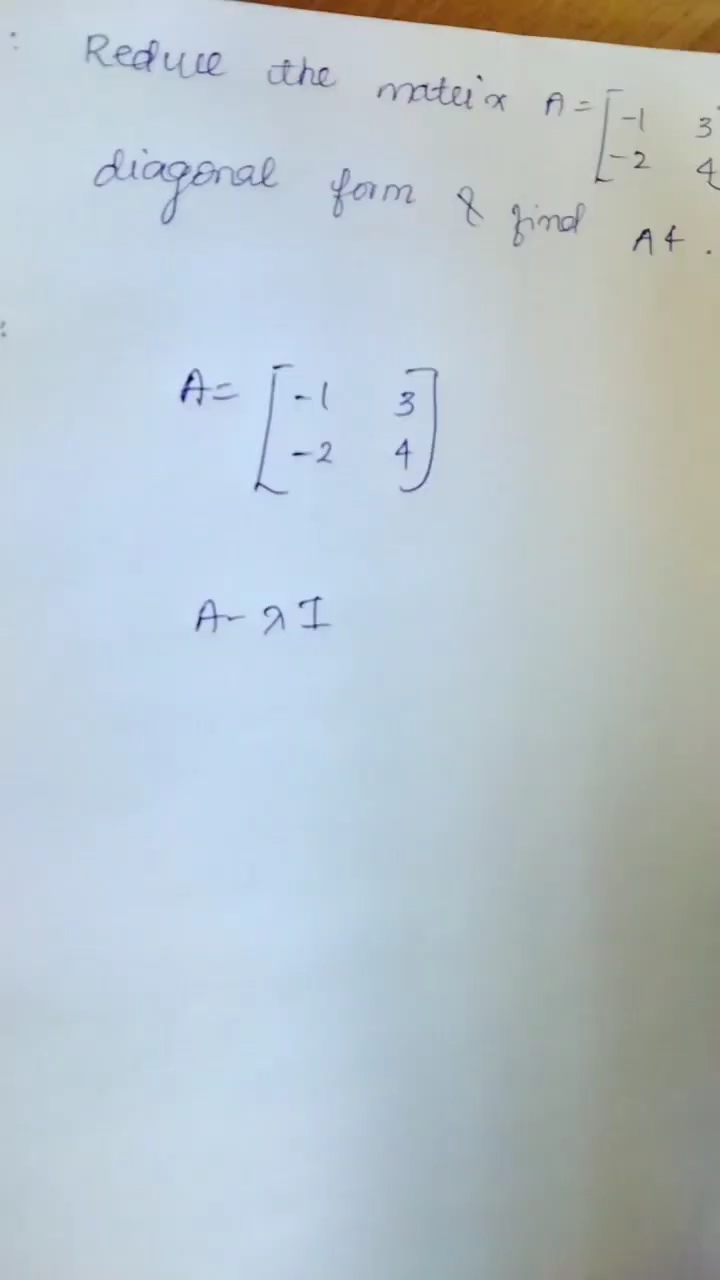 : Reduce the matrix A = [-1 3
-2 4
diagonal form & find A4.
:
A = [-1 3]
[-2 4]
A - λI